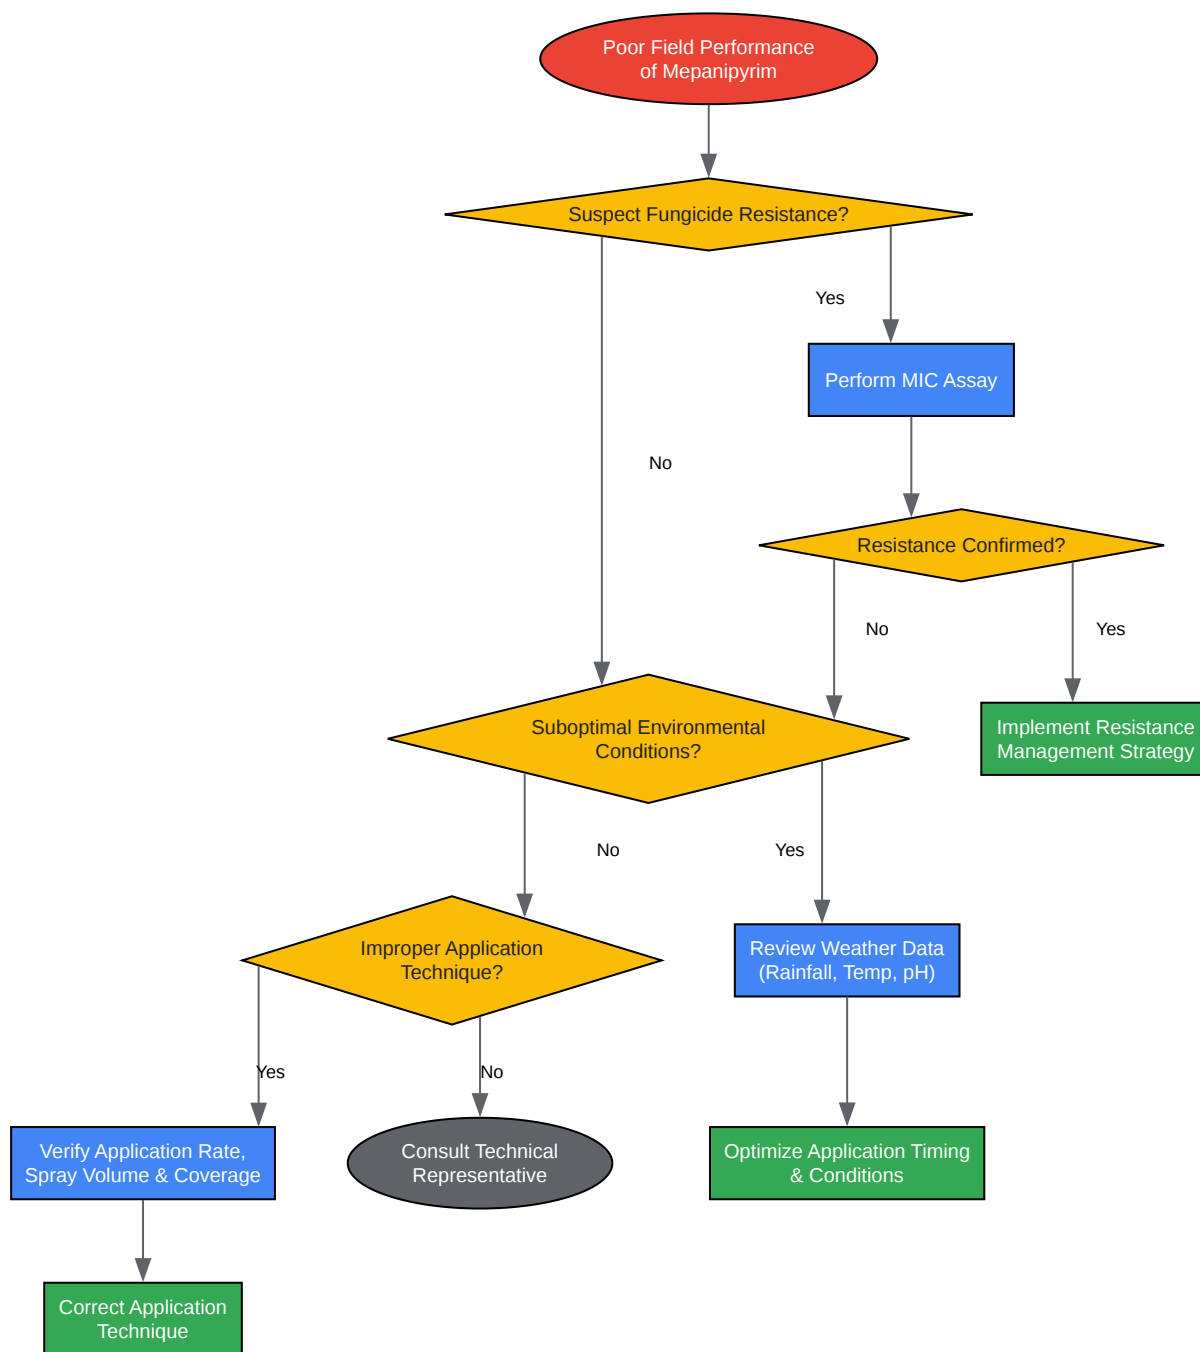 Poor Field Performance
of Mepanipyrim
Suspect Fungicide Resistance?
Yes
Perform MIC Assay
No
Resistance Confirmed?
No
Yes
Suboptimal Environmental
Conditions?
Implement Resistance
Management Strategy
No
Yes
Improper Application
Technique?
Review Weather Data
(Rainfall, Temp, pH)
Yes
No
Verify Application Rate,
Spray Volume & Coverage
Consult Technical
Representative
Optimize Application Timing
& Conditions
Correct Application
Technique